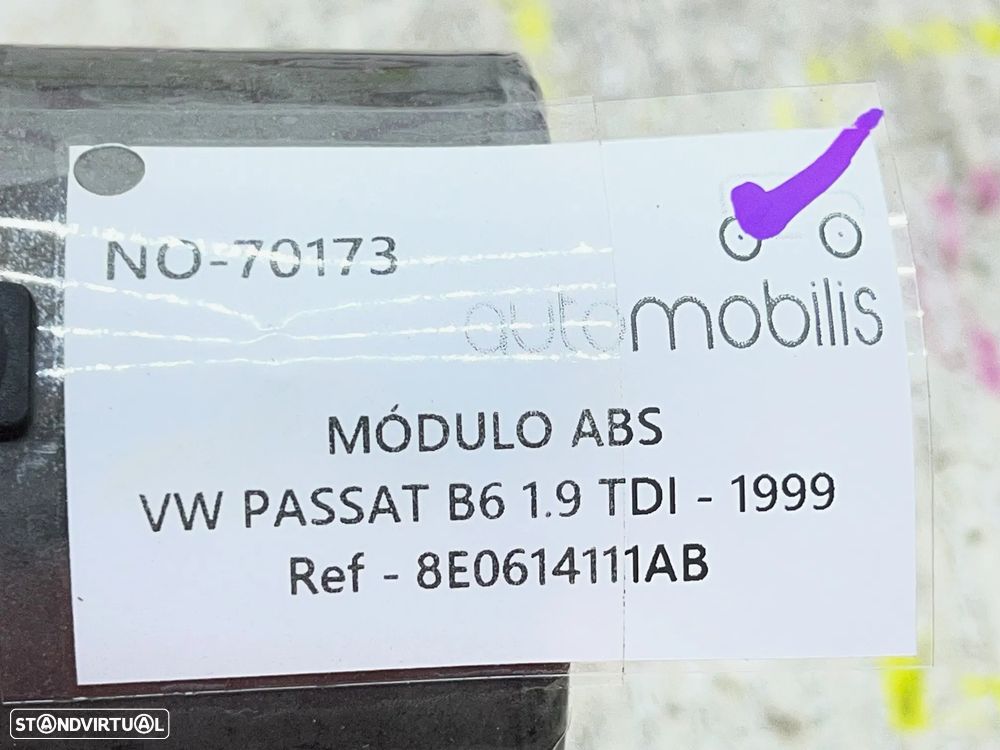 NO-70173
automobilis
MÓDULO ABS
VW PASSAT B6 1.9 TDI - 1999
Ref - 8E0614111AB
STANDVIRTUAL